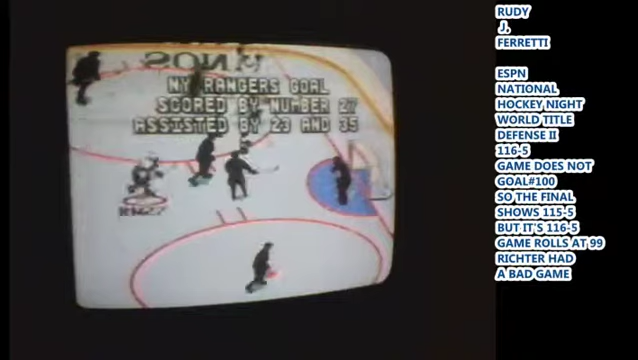 SONY
NY RANGERS GOAL
SCORED BY NUMBER 27
ASSISTED BY 23 AND 35
RUDY
J.
FERRETTI
ESPN
NATIONAL
HOCKEY NIGHT
WORLD TITLE
DEFENSE II
116-5
GAME DOES NOT
GOAL#100
SO THE FINAL
SHOWS 115-5
BUT IT'S 116-5
GAME ROLLS AT 99
RICHTER HAD
A BAD GAME